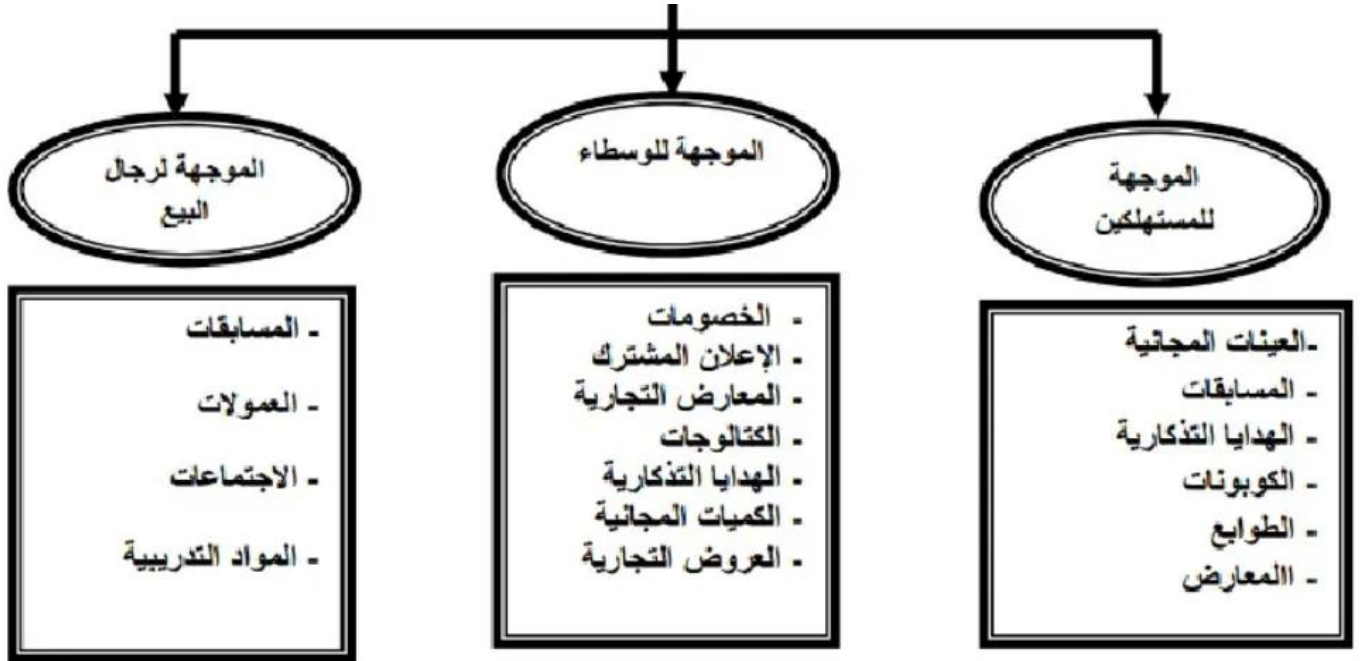 الموجهة
للمستهلكين
-العينات المجانية
- المسابقات
- الهدايا التذكارية
- الكوبونات
- الطوابع
- االمعارض
الموجهة للوسطاء
- الخصومات
- الإعلان المشترك
- المعارض التجارية
- الكتالوجات
- الهدايا التذكارية
- الكميات المجانية
- العروض التجارية
الموجهة لرجال
البيع
- المسابقات
- العمولات
- الاجتماعات
- المواد التدريبية